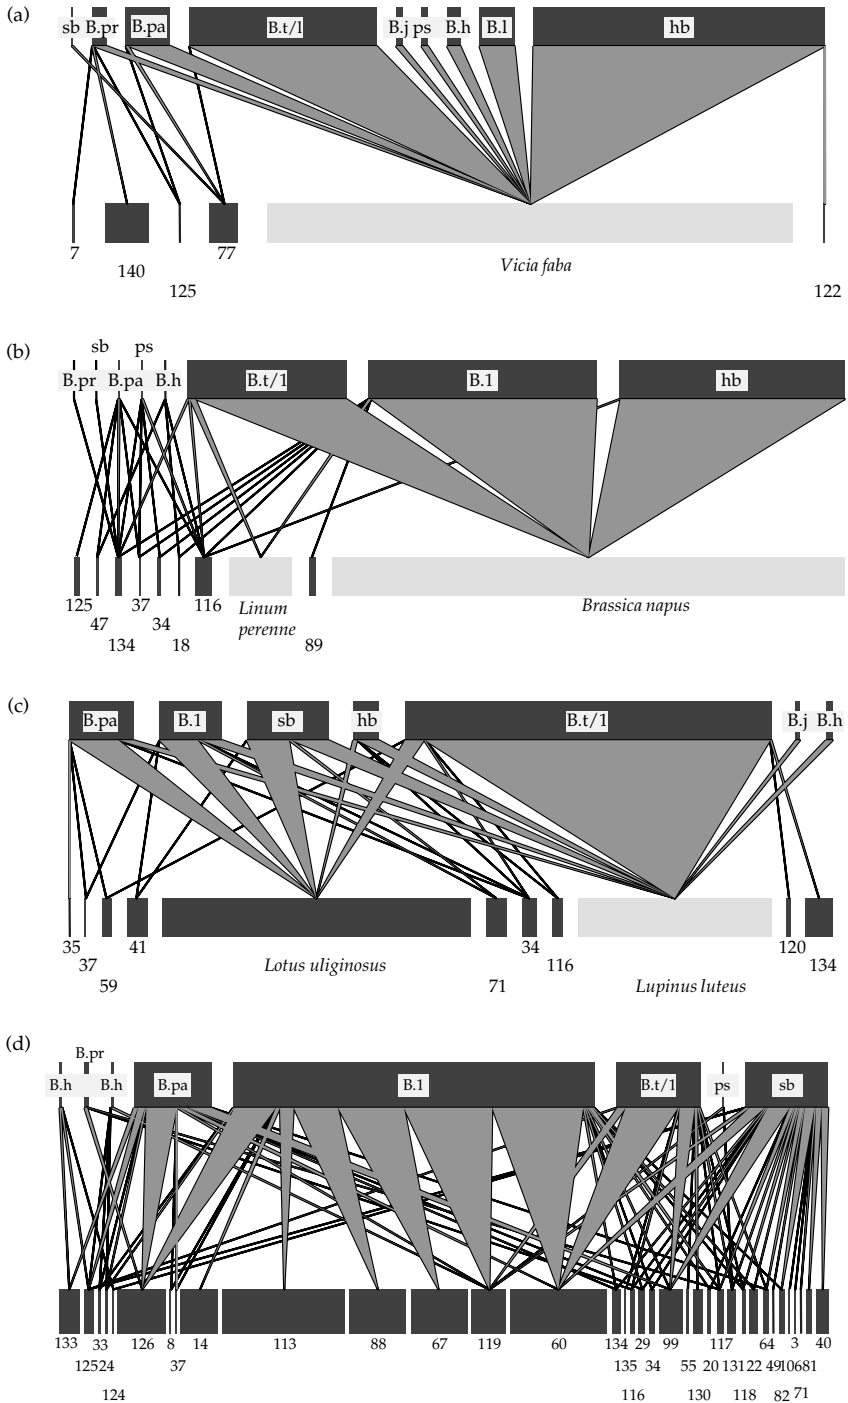 (a)
sb B.pr B.pa B.t/l B.j ps B.h B.l hb
7 77
140 Vicia faba
125 122
(b)
sb ps
B.pr B.pa B.h B.t/1 B.1 hb
125 37 116 Linum Brassica napus
47 34 perenne
134 18 89
(c)
B.pa B.1 sb hb B.t/1 B.j B.h
35 41 34 120
37 Lotus uliginosus 116 134
59 71 Lupinus luteus
(d)
B.pr
B.h B.h B.pa B.1 B.t/1 ps sb
133 33 126 8 14 113 88 67 119 60 134 29 99 117 64 3 40
125 24 37 135 34 55 20 131 22 49 106 81
124 116 130 118 82 71